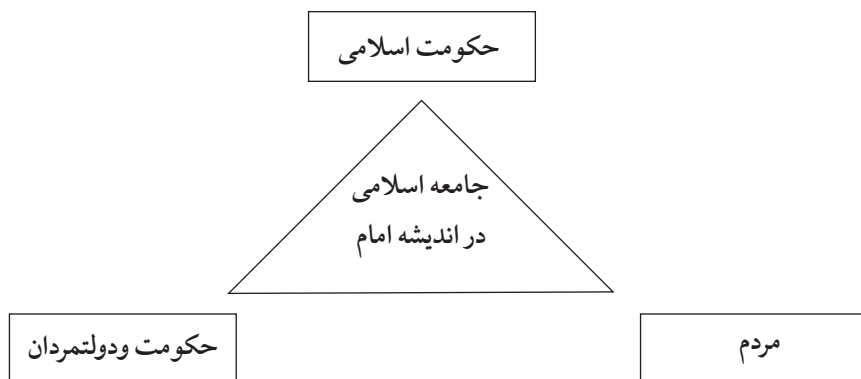 حکومت اسلامی
جامعه اسلامی
در اندیشه امام
مردم
حکومت ودولتمردان